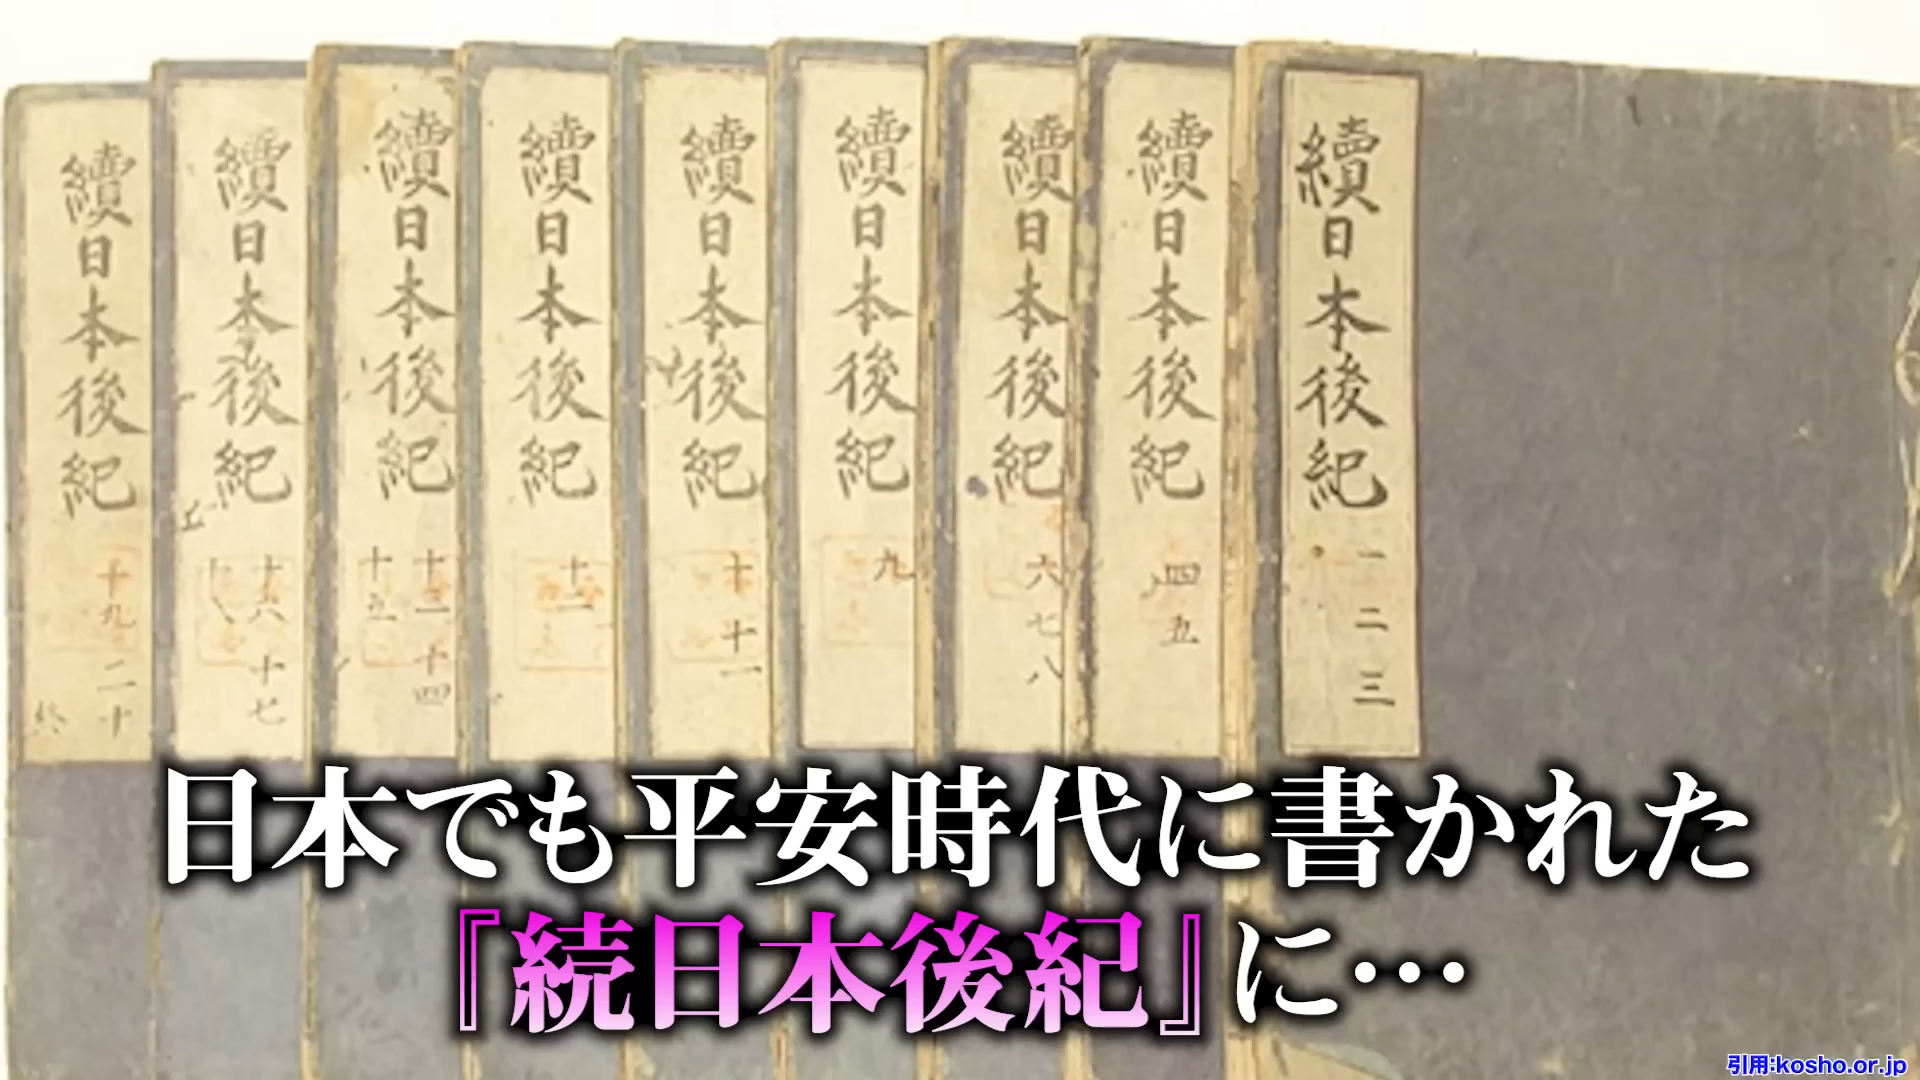 續日本後紀 一 二 三
續日本後紀 四 五
續日本後紀 六 七 八
續日本後紀 九
續日本後紀 十 十一
續日本後紀
續日本後紀 十四 十五
續日本後紀 十六 十七 十八
續日本後紀 十九 二十 終
日本でも平安時代に書かれた
『続日本後紀』に…
引用:kosho.or.jp